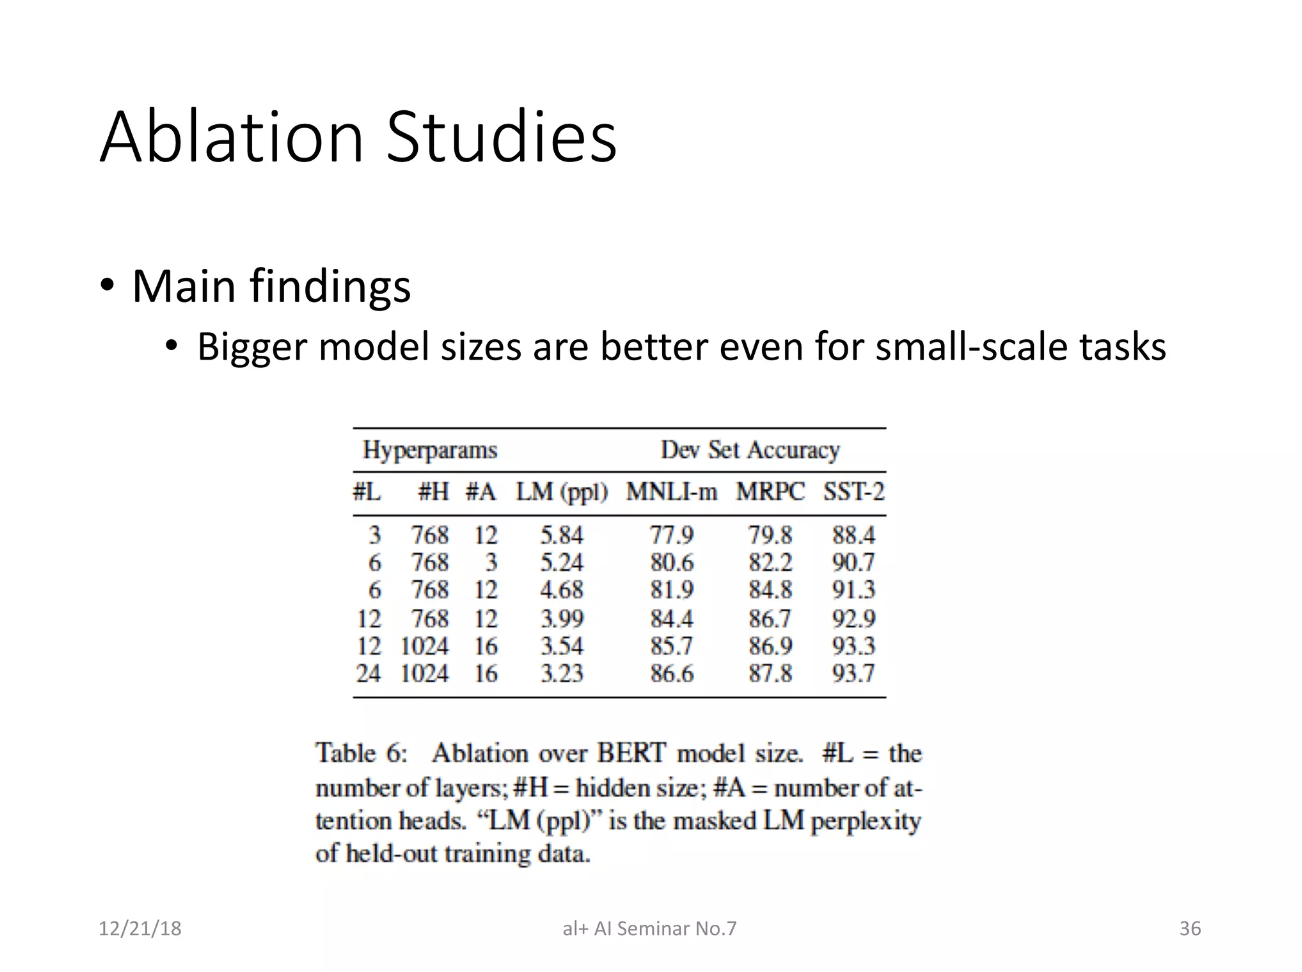 Ablation Studies
• Main findings
• Bigger model sizes are better even for small-scale tasks
Hyperparams Dev Set Accuracy
#L #H #A LM (ppl) MNLI-m MRPC SST-2
3 768 12 5.84 77.9 79.8 88.4
6 768 3 5.24 80.6 82.2 90.7
6 768 12 4.68 81.9 84.8 91.3
12 768 12 3.99 84.4 86.7 92.9
12 1024 16 3.54 85.7 86.9 93.3
24 1024 16 3.23 86.6 87.8 93.7
Table 6: Ablation over BERT model size. #L = the
number of layers; #H = hidden size; #A = number of at-
tention heads. “LM (ppl)” is the masked LM perplexity
of held-out training data.
12/21/18 al+ AI Seminar No.7 36